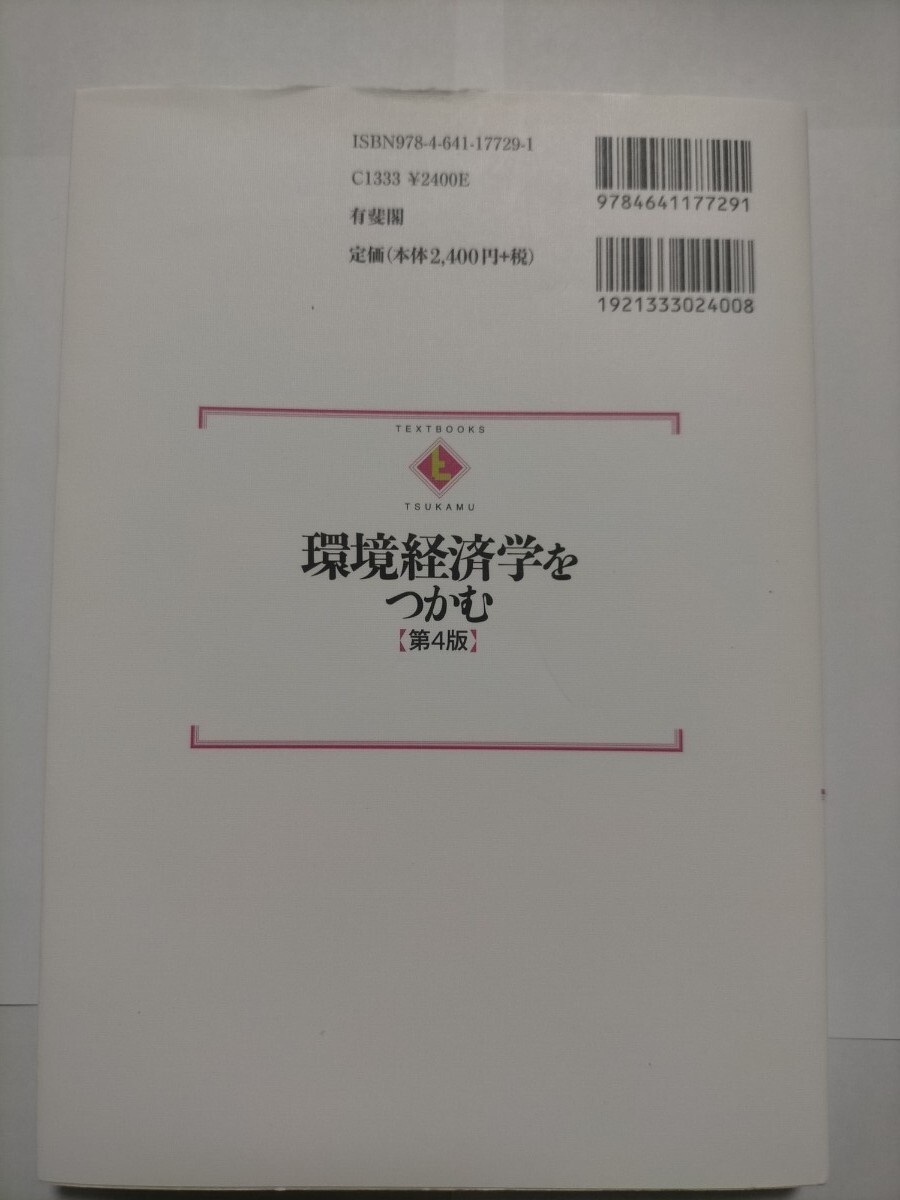 ISBN978-4-641-17729-1
C1333 ¥2400E
有斐閣
定価(本体2,400円+税)
9784641177291
1921333024008
TEXTBOOKS
TSUKAMU
環境経済学を
つかむ
【第4版】